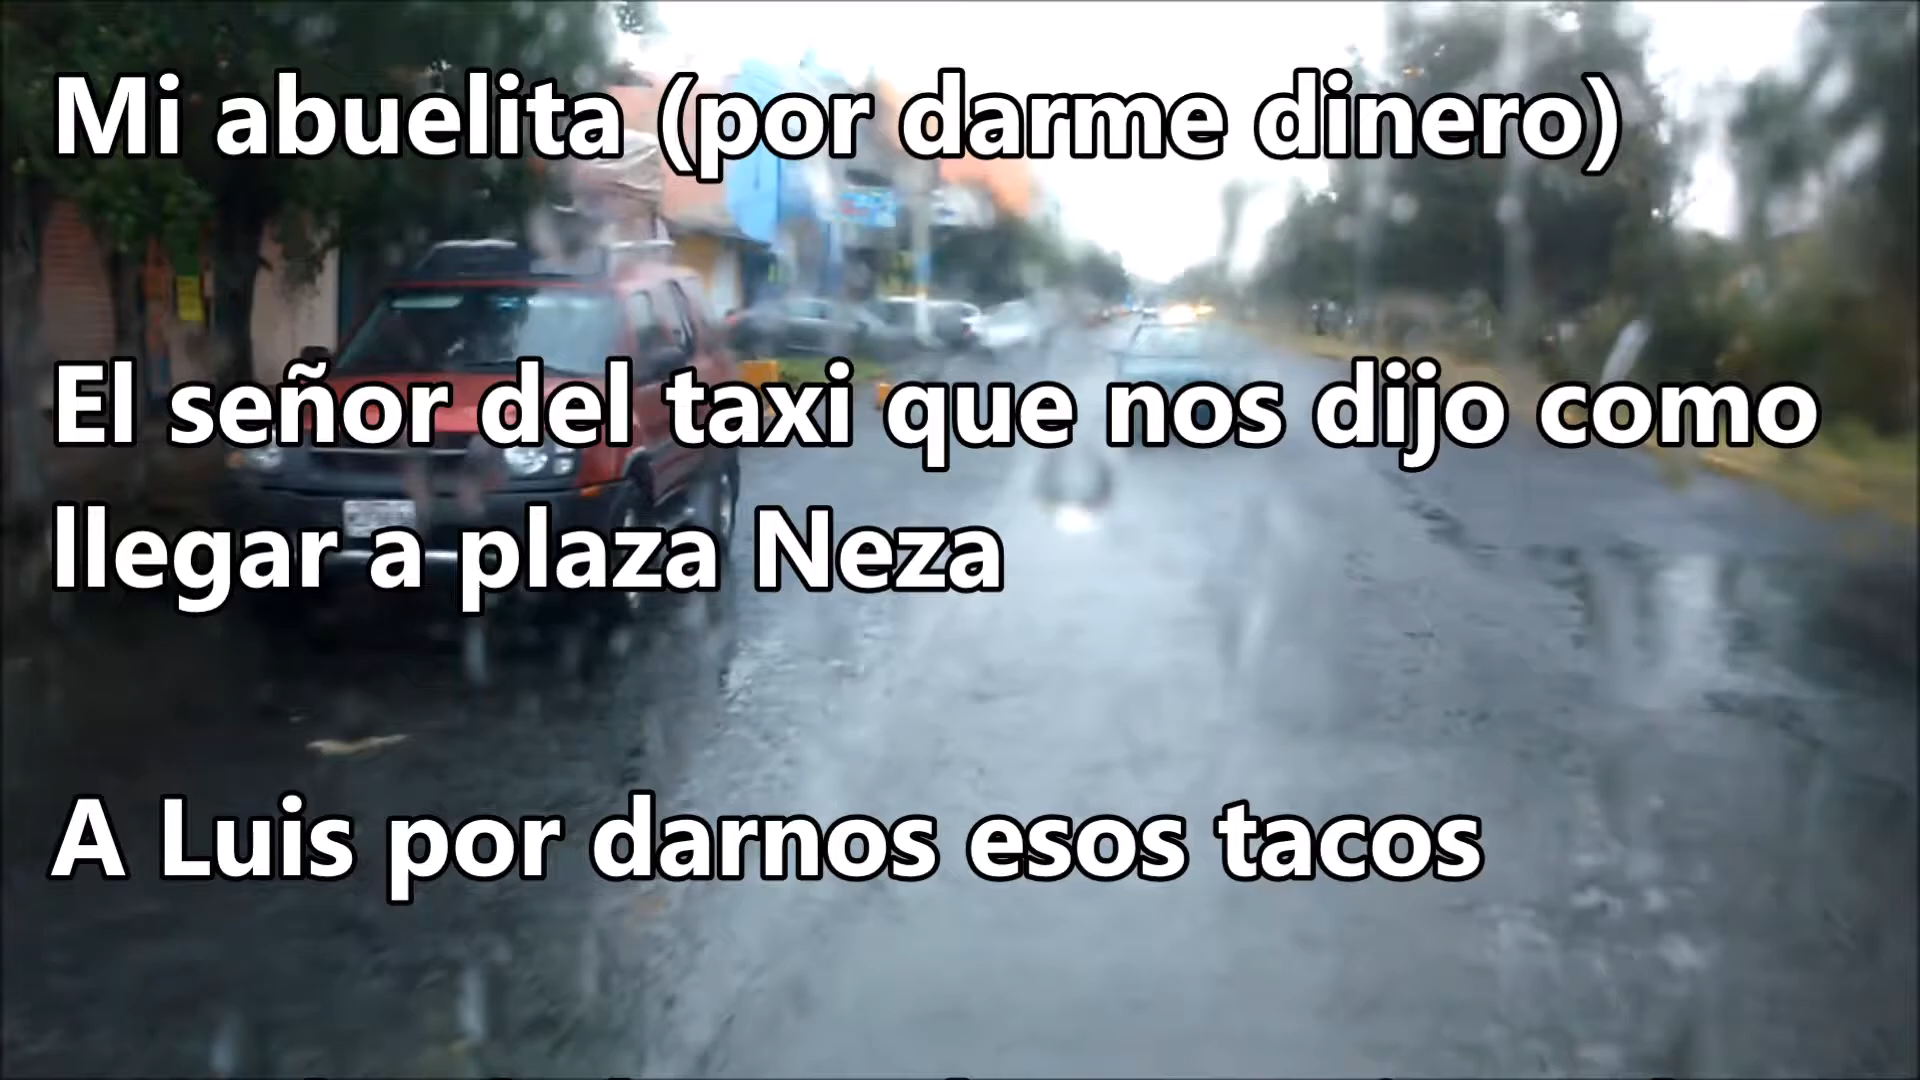 Mi abuelita (por darme dinero)
El señor del taxi que nos dijo como
llegar a plaza Neza
A Luis por darnos esos tacos